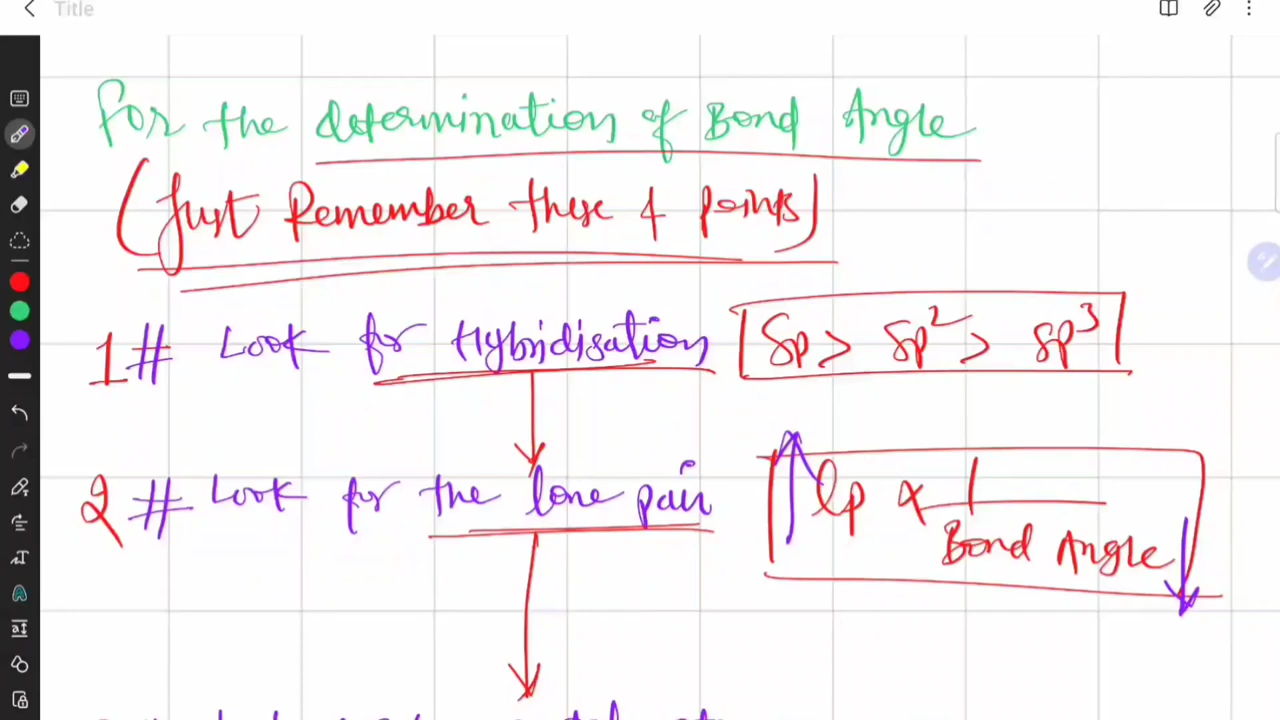 Title
For the determination of Bond Angle
(Just Remember these 4 points)
1# Look for Hybridisation [Sp > Sp² > Sp³]
2# Look for the lone pair [↑ lp ∝ 1/Bond Angle ↓]